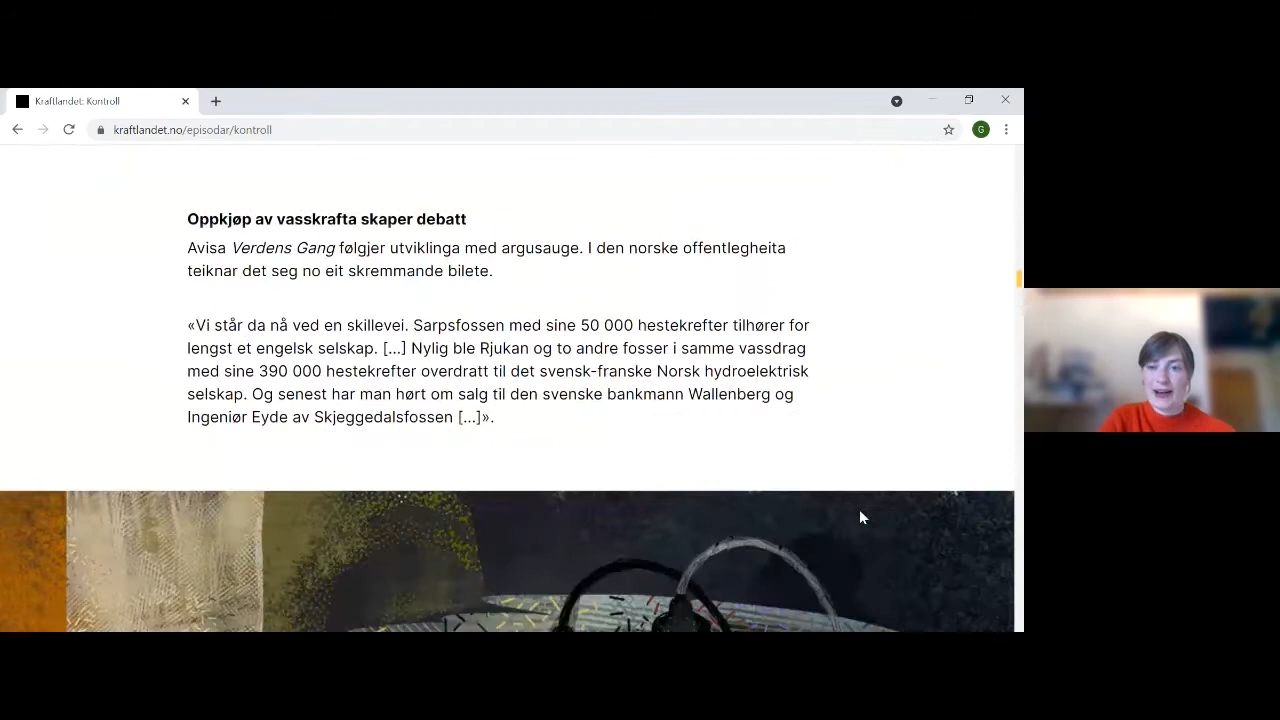 Kraftlandet: Kontroll
kraftlandet.no/episodar/kontroll
G
Oppkjøp av vasskrafta skaper debatt
Avisa Verdens Gang følgjer utviklinga med argusauge. I den norske offentlegheita
teiknar det seg no eit skremmande bilete.
«Vi står da nå ved en skillevei. Sarpsfossen med sine 50 000 hestekrefter tilhører for
lengst et engelsk selskap. [...] Nylig ble Rjukan og to andre fosser i samme vassdrag
med sine 390 000 hestekrefter overdratt til det svensk-franske Norsk hydroelektrisk
selskap. Og senest har man hørt om salg til den svenske bankmann Wallenberg og
Ingeniør Eyde av Skjeggedalsfossen [...]».